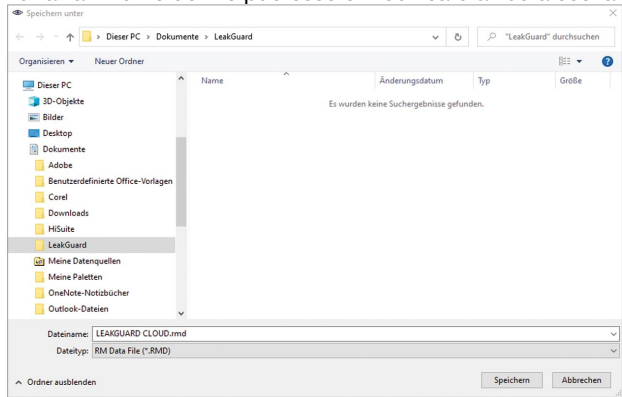 Speichern unter
Dieser PC > Dokumente > LeakGuard
"LeakGuard" durchsuchen
Organisieren
Neuer Ordner
Name
Änderungsdatum
Typ
Größe
Es wurden keine Suchergebnisse gefunden.
Dieser PC
3D-Objekte
Bilder
Desktop
Dokumente
Adobe
Benutzerdefinierte Office-Vorlagen
Corel
Downloads
HiSuite
LeakGuard
Meine Datenquellen
Meine Paletten
OneNote-Notizbücher
Outlook-Dateien
Dateiname: LEAKGUARD CLOUD.rmd
Dateityp: RM Data File (*.RMD)
Ordner ausblenden
Speichern
Abbrechen